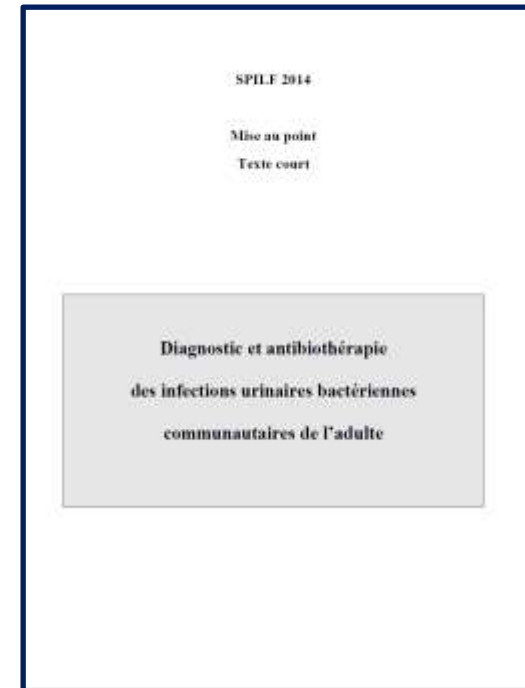 SPILF 2014
Mise au point
Texte court
Diagnostic et antibiothérapie
des infections urinaires bactériennes
communautaires de l'adulte